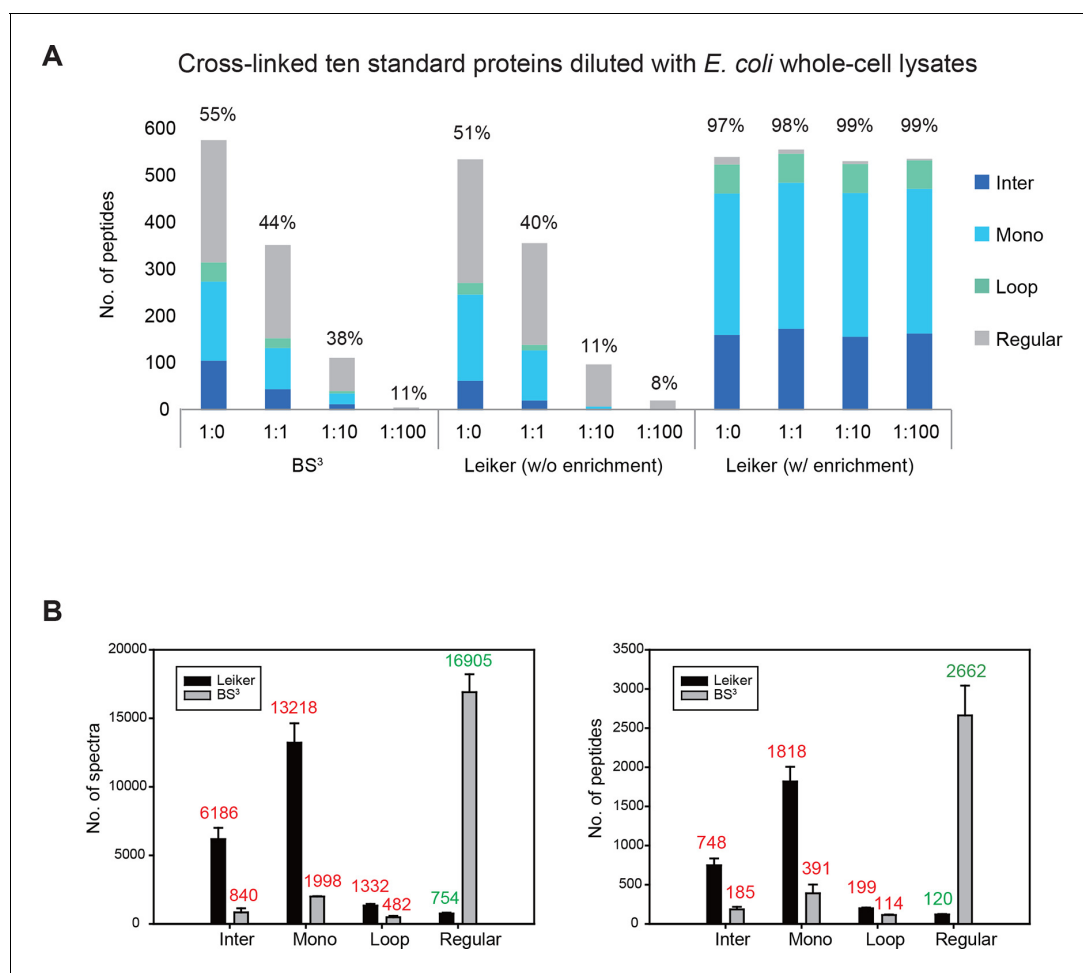 A
Cross-linked ten standard proteins diluted with E. coli whole-cell lysates
No. of peptides
600
500
400
300
200
100
0
55%
44%
38%
11%
51%
40%
11%
8%
97%
98%
99%
99%
1:0
1:1
1:10
1:100
1:0
1:1
1:10
1:100
1:0
1:1
1:10
1:100
BS³
Leiker (w/o enrichment)
Leiker (w/ enrichment)
Inter
Mono
Loop
Regular
B
No. of spectra
20000
15000
10000
5000
0
Leiker
BS³
6186
840
13218
1998
1332
482
754
16905
Inter
Mono
Loop
Regular
No. of peptides
3500
3000
2500
2000
1500
1000
500
0
Leiker
BS³
748
185
1818
391
199
114
120
2662
Inter
Mono
Loop
Regular